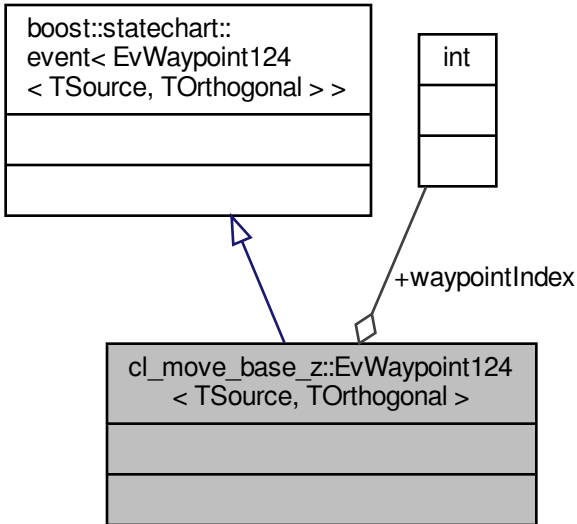 boost::statechart::
event< EvWaypoint124
< TSource, TOrthogonal > >
int
+waypointIndex
cl_move_base_z::EvWaypoint124
< TSource, TOrthogonal >